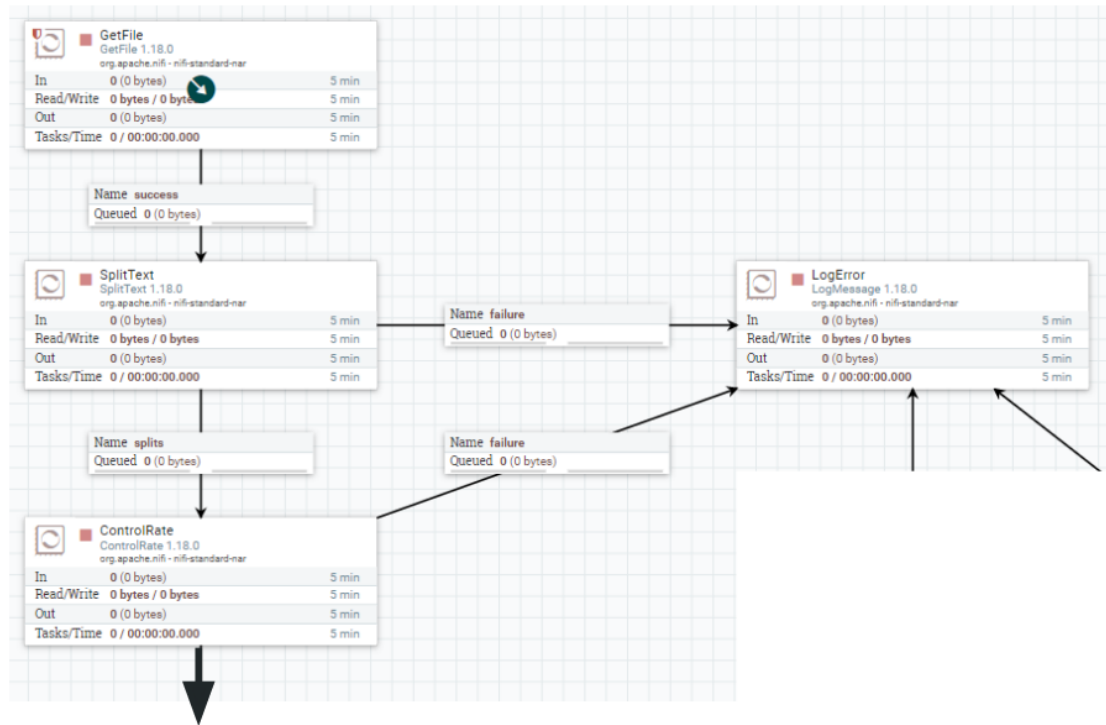 GetFile
GetFile 1.18.0
org.apache.nifi - nifi-standard-nar
In 0 (0 bytes) 5 min
Read/Write 0 bytes / 0 bytes 5 min
Out 0 (0 bytes) 5 min
Tasks/Time 0 / 00:00:00.000 5 min
Name success
Queued 0 (0 bytes)
SplitText
SplitText 1.18.0
org.apache.nifi - nifi-standard-nar
In 0 (0 bytes) 5 min
Read/Write 0 bytes / 0 bytes 5 min
Out 0 (0 bytes) 5 min
Tasks/Time 0 / 00:00:00.000 5 min
Name failure
Queued 0 (0 bytes)
LogError
LogMessage 1.18.0
org.apache.nifi - nifi-standard-nar
In 0 (0 bytes) 5 min
Read/Write 0 bytes / 0 bytes 5 min
Out 0 (0 bytes) 5 min
Tasks/Time 0 / 00:00:00.000 5 min
Name splits
Queued 0 (0 bytes)
Name failure
Queued 0 (0 bytes)
ControlRate
ControlRate 1.18.0
org.apache.nifi - nifi-standard-nar
In 0 (0 bytes) 5 min
Read/Write 0 bytes / 0 bytes 5 min
Out 0 (0 bytes) 5 min
Tasks/Time 0 / 00:00:00.000 5 min